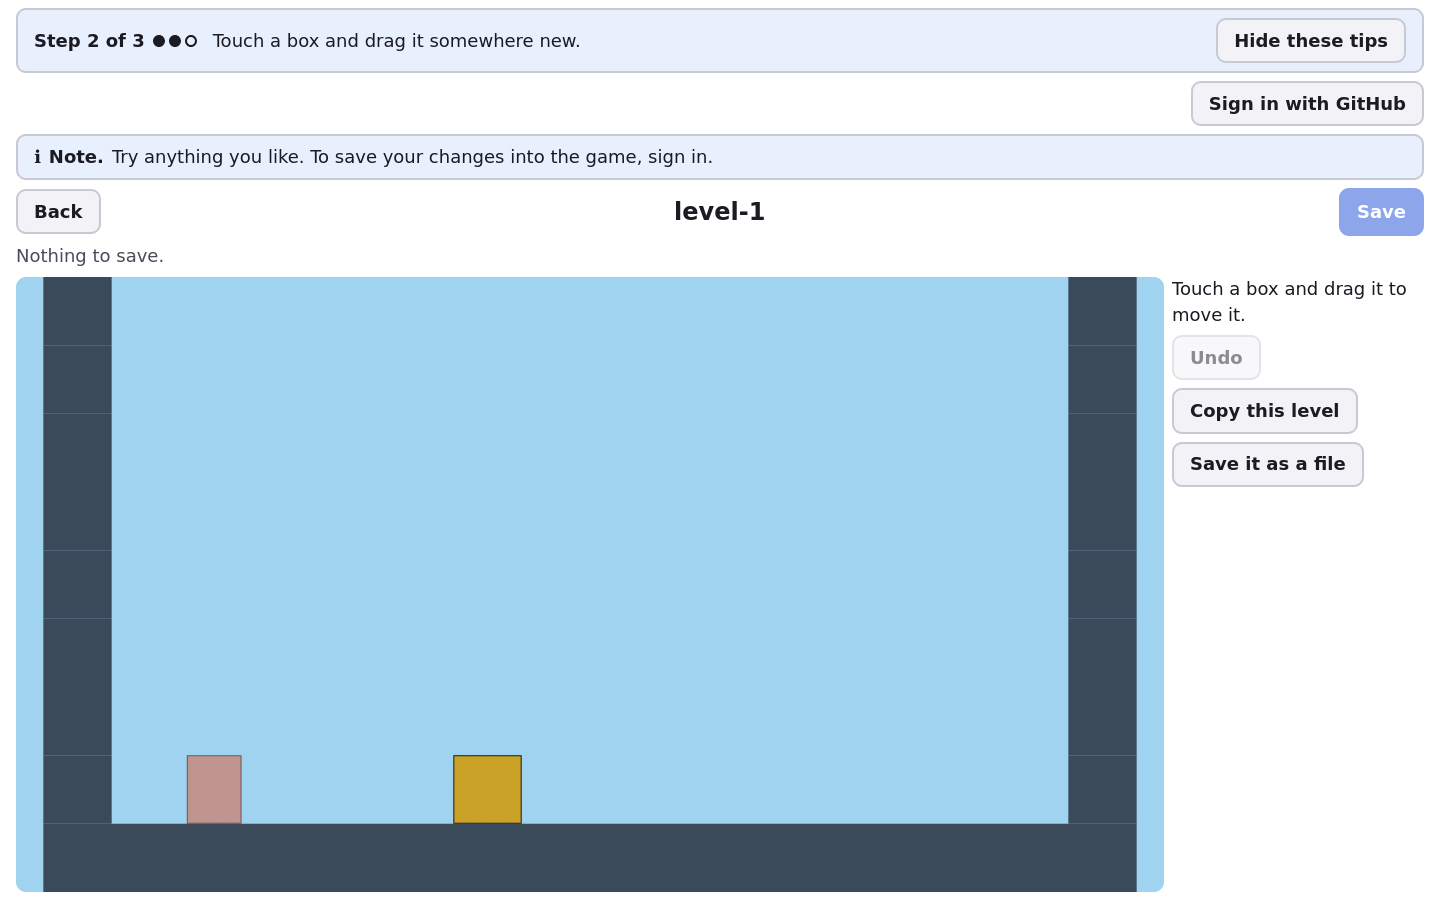 Step 2 of 3 Touch a box and drag it somewhere new. Hide these tips
Sign in with GitHub
ℹ Note. Try anything you like. To save your changes into the game, sign in.
Back level-1 Save
Nothing to save.
Touch a box and drag it to
move it.
Undo
Copy this level
Save it as a file